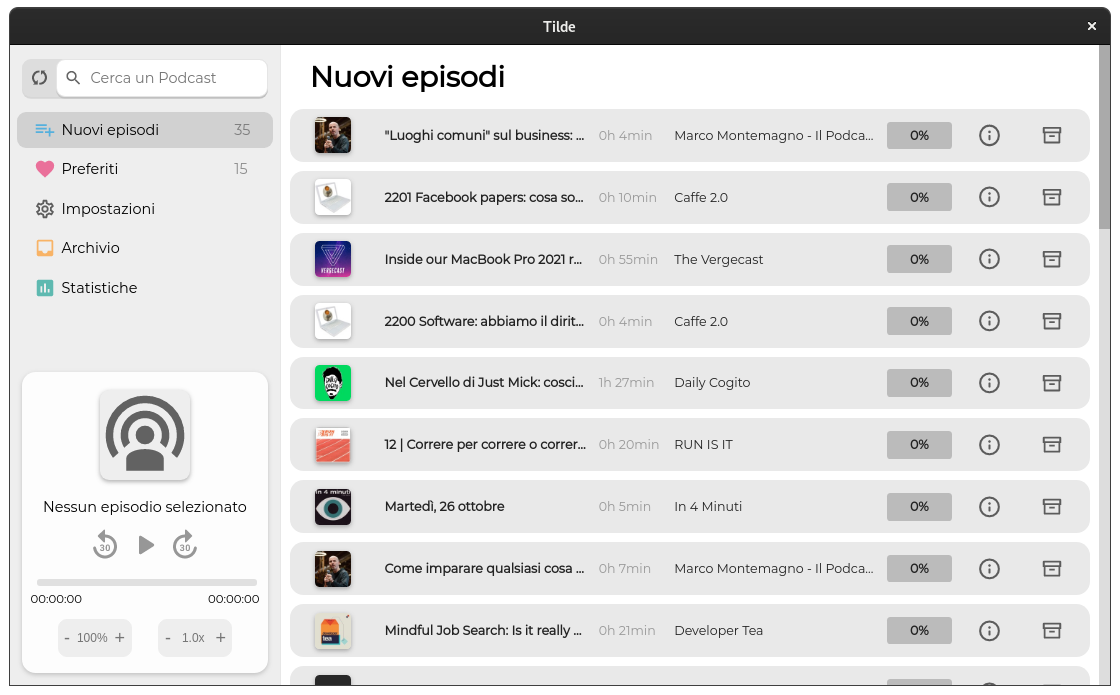 Tilde
Cerca un Podcast
Nuovi episodi 35
Preferiti 15
Impostazioni
Archivio
Statistiche
Nessun episodio selezionato
30 30
00:00:00 00:00:00
- 100% + - 1.0x +
Nuovi episodi
"Luoghi comuni" sul business: ... 0h 4min Marco Montemagno - Il Podca... 0%
2201 Facebook papers: cosa so... 0h 10min Caffe 2.0 0%
VERGECAST
Inside our MacBook Pro 2021 r... 0h 55min The Vergecast 0%
2200 Software: abbiamo il dirit... 0h 4min Caffe 2.0 0%
Nel Cervello di Just Mick: cosci... 1h 27min Daily Cogito 0%
12 | Correre per correre o correr... 0h 20min RUN IS IT 0%
in 4 minuti
Martedì, 26 ottobre 0h 5min In 4 Minuti 0%
Come imparare qualsiasi cosa ... 0h 7min Marco Montemagno - Il Podca... 0%
tea
Mindful Job Search: Is it really ... 0h 21min Developer Tea 0%